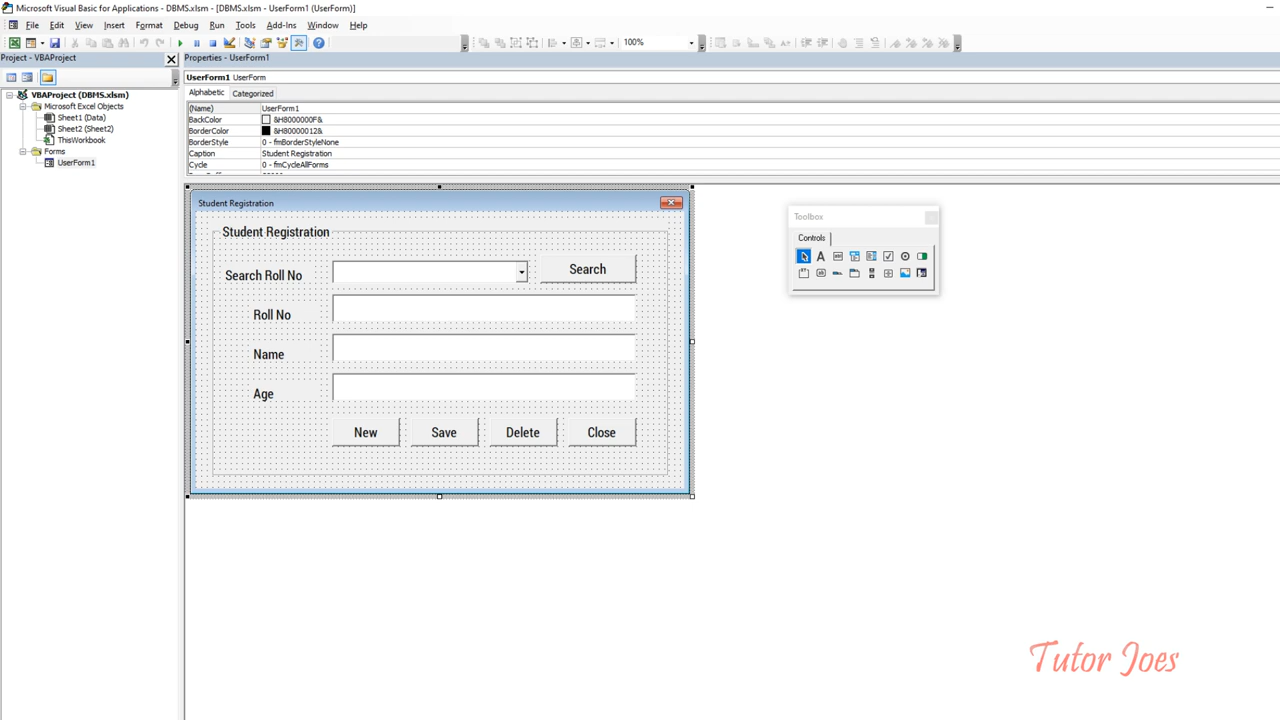 Microsoft Visual Basic for Applications - DBMS.xlsm - [DBMS.xlsm - UserForm1 (UserForm)]
File Edit View Insert Format Debug Run Tools Add-Ins Window Help
100%
Project - VBAProject
Properties - UserForm1
UserForm1 UserForm
Alphabetic Categorized
VBAProject (DBMS.xlsm)
Microsoft Excel Objects
Sheet1 (Data)
Sheet2 (Sheet2)
ThisWorkbook
Forms
UserForm1
(Name) UserForm1
BackColor &H8000000F&
BorderColor &H80000012&
BorderStyle 0 - fmBorderStyleNone
Caption Student Registration
Cycle 0 - fmCycleAllForms
Student Registration
Student Registration
Search Roll No
Search
Roll No
Name
Age
New Save Delete Close
Toolbox
Controls
Tutor Joes